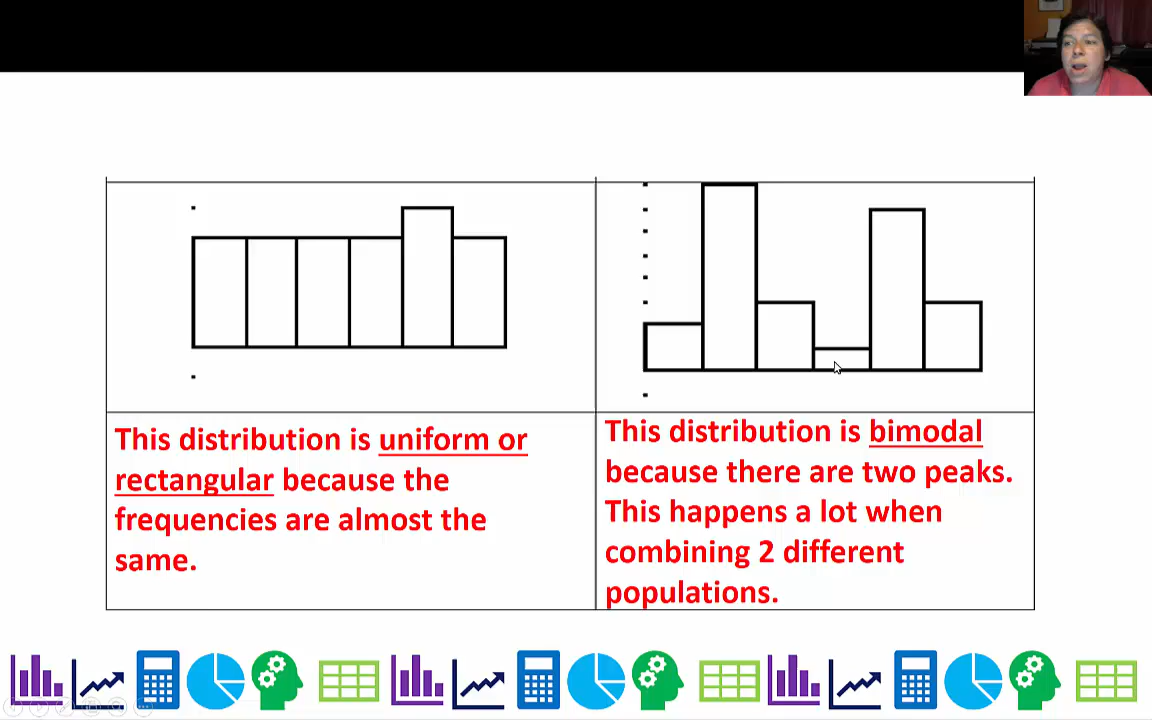 This distribution is uniform or
rectangular because the
frequencies are almost the
same.
This distribution is bimodal
because there are two peaks.
This happens a lot when
combining 2 different
populations.